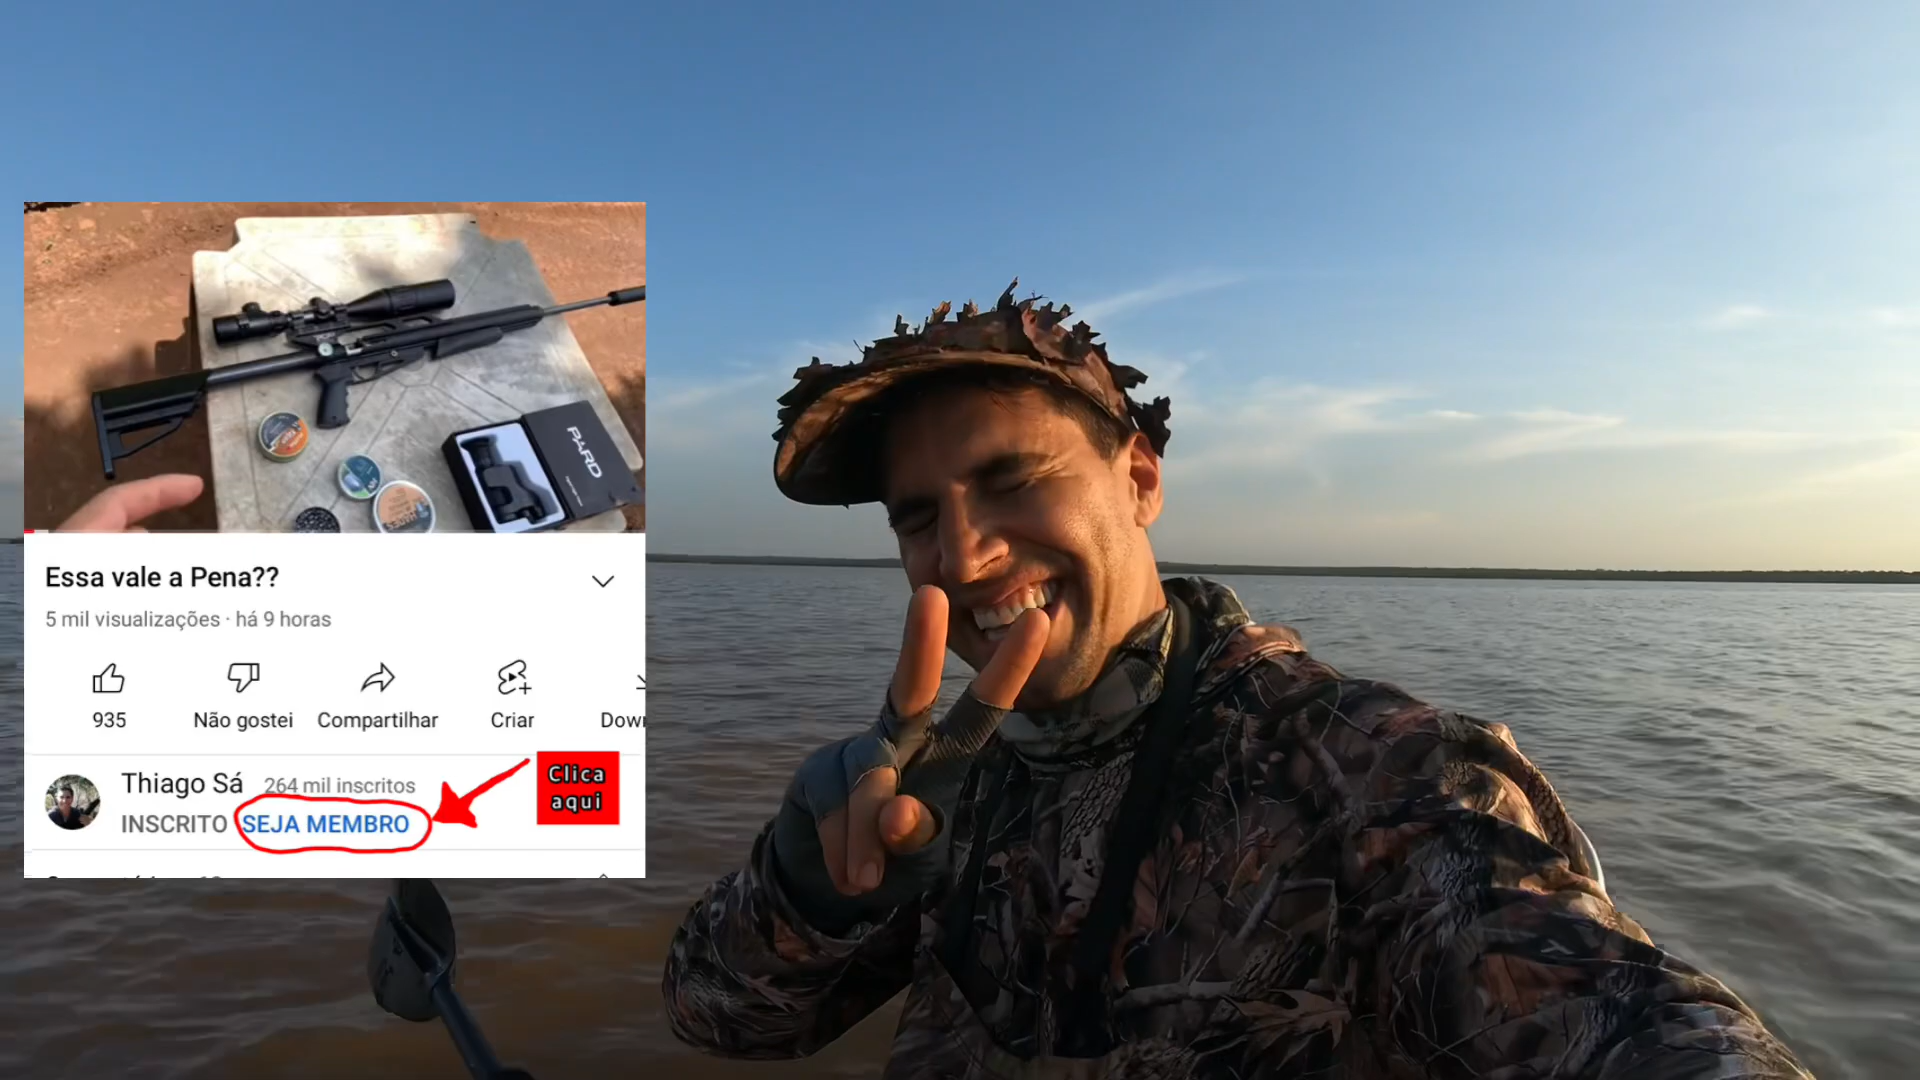 PARD
Essa vale a Pena??
5 mil visualizações · há 9 horas
935
Não gostei
Compartilhar
Criar
Down
Thiago Sá 264 mil inscritos
INSCRITO SEJA MEMBRO
Clica
aqui